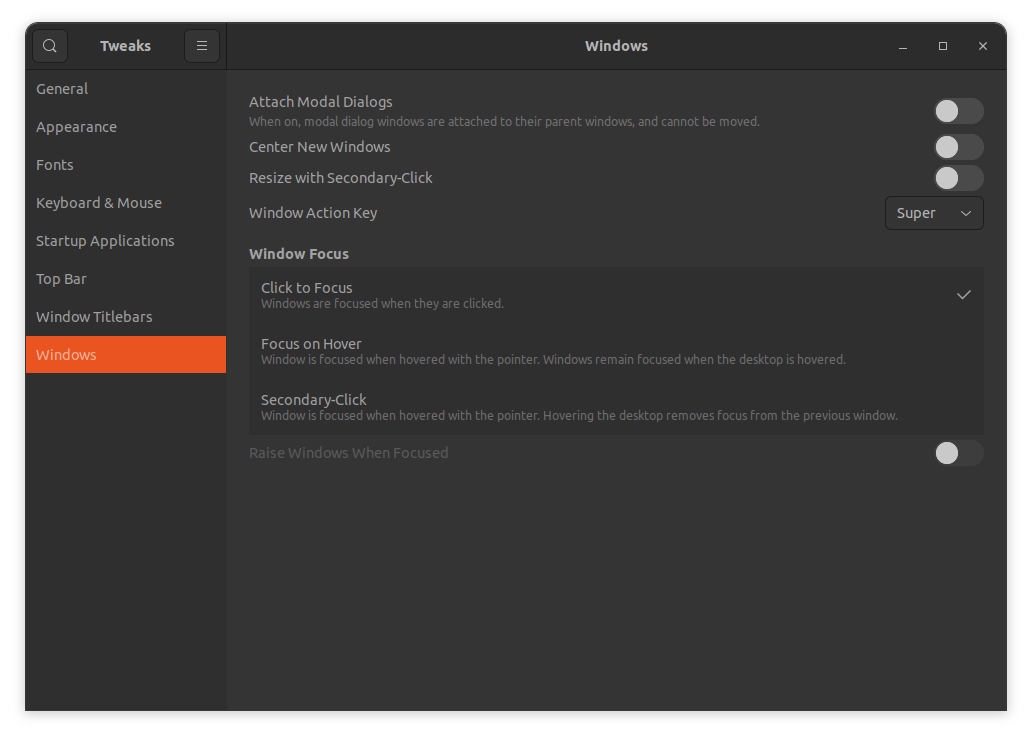 Tweaks
Windows
General
Appearance
Fonts
Keyboard & Mouse
Startup Applications
Top Bar
Window Titlebars
Windows
Attach Modal Dialogs
When on, modal dialog windows are attached to their parent windows, and cannot be moved.
Center New Windows
Resize with Secondary-Click
Window Action Key
Super
Window Focus
Click to Focus
Windows are focused when they are clicked.
Focus on Hover
Window is focused when hovered with the pointer. Windows remain focused when the desktop is hovered.
Secondary-Click
Window is focused when hovered with the pointer. Hovering the desktop removes focus from the previous window.
Raise Windows When Focused